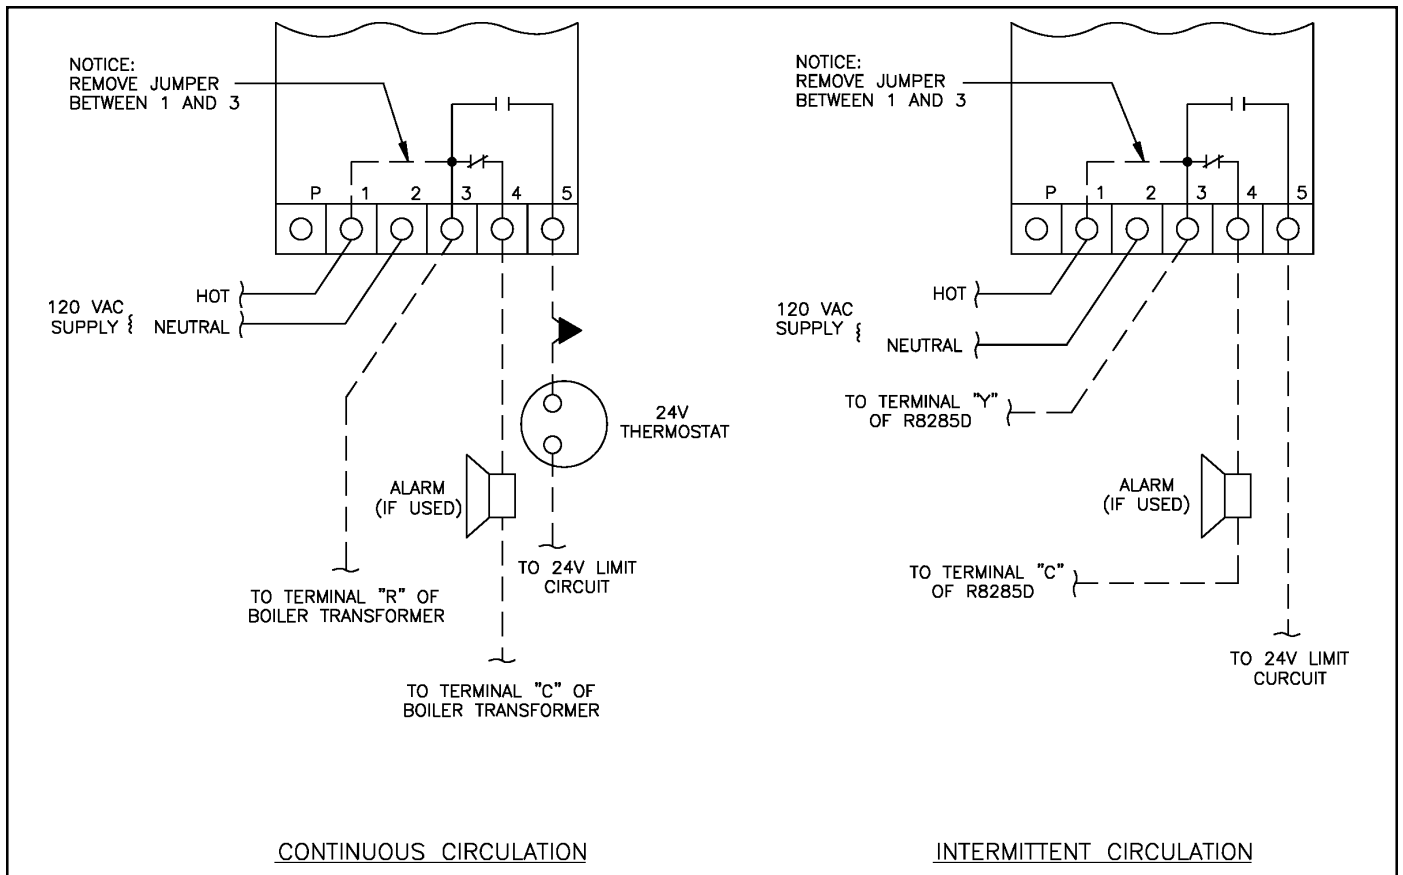 NOTICE:
REMOVE JUMPER
BETWEEN 1 AND 3
P 1 2 3 4 5
HOT
120 VAC
SUPPLY {
NEUTRAL
24V
THERMOSTAT
ALARM
(IF USED)
TO 24V LIMIT
CIRCUIT
TO TERMINAL "R" OF
BOILER TRANSFORMER
TO TERMINAL "C" OF
BOILER TRANSFORMER
CONTINUOUS CIRCULATION
NOTICE:
REMOVE JUMPER
BETWEEN 1 AND 3
P 1 2 3 4 5
HOT
120 VAC
SUPPLY {
NEUTRAL
TO TERMINAL "Y"
OF R8285D
ALARM
(IF USED)
TO TERMINAL "C"
OF R8285D
TO 24V LIMIT
CURCUIT
INTERMITTENT CIRCULATION